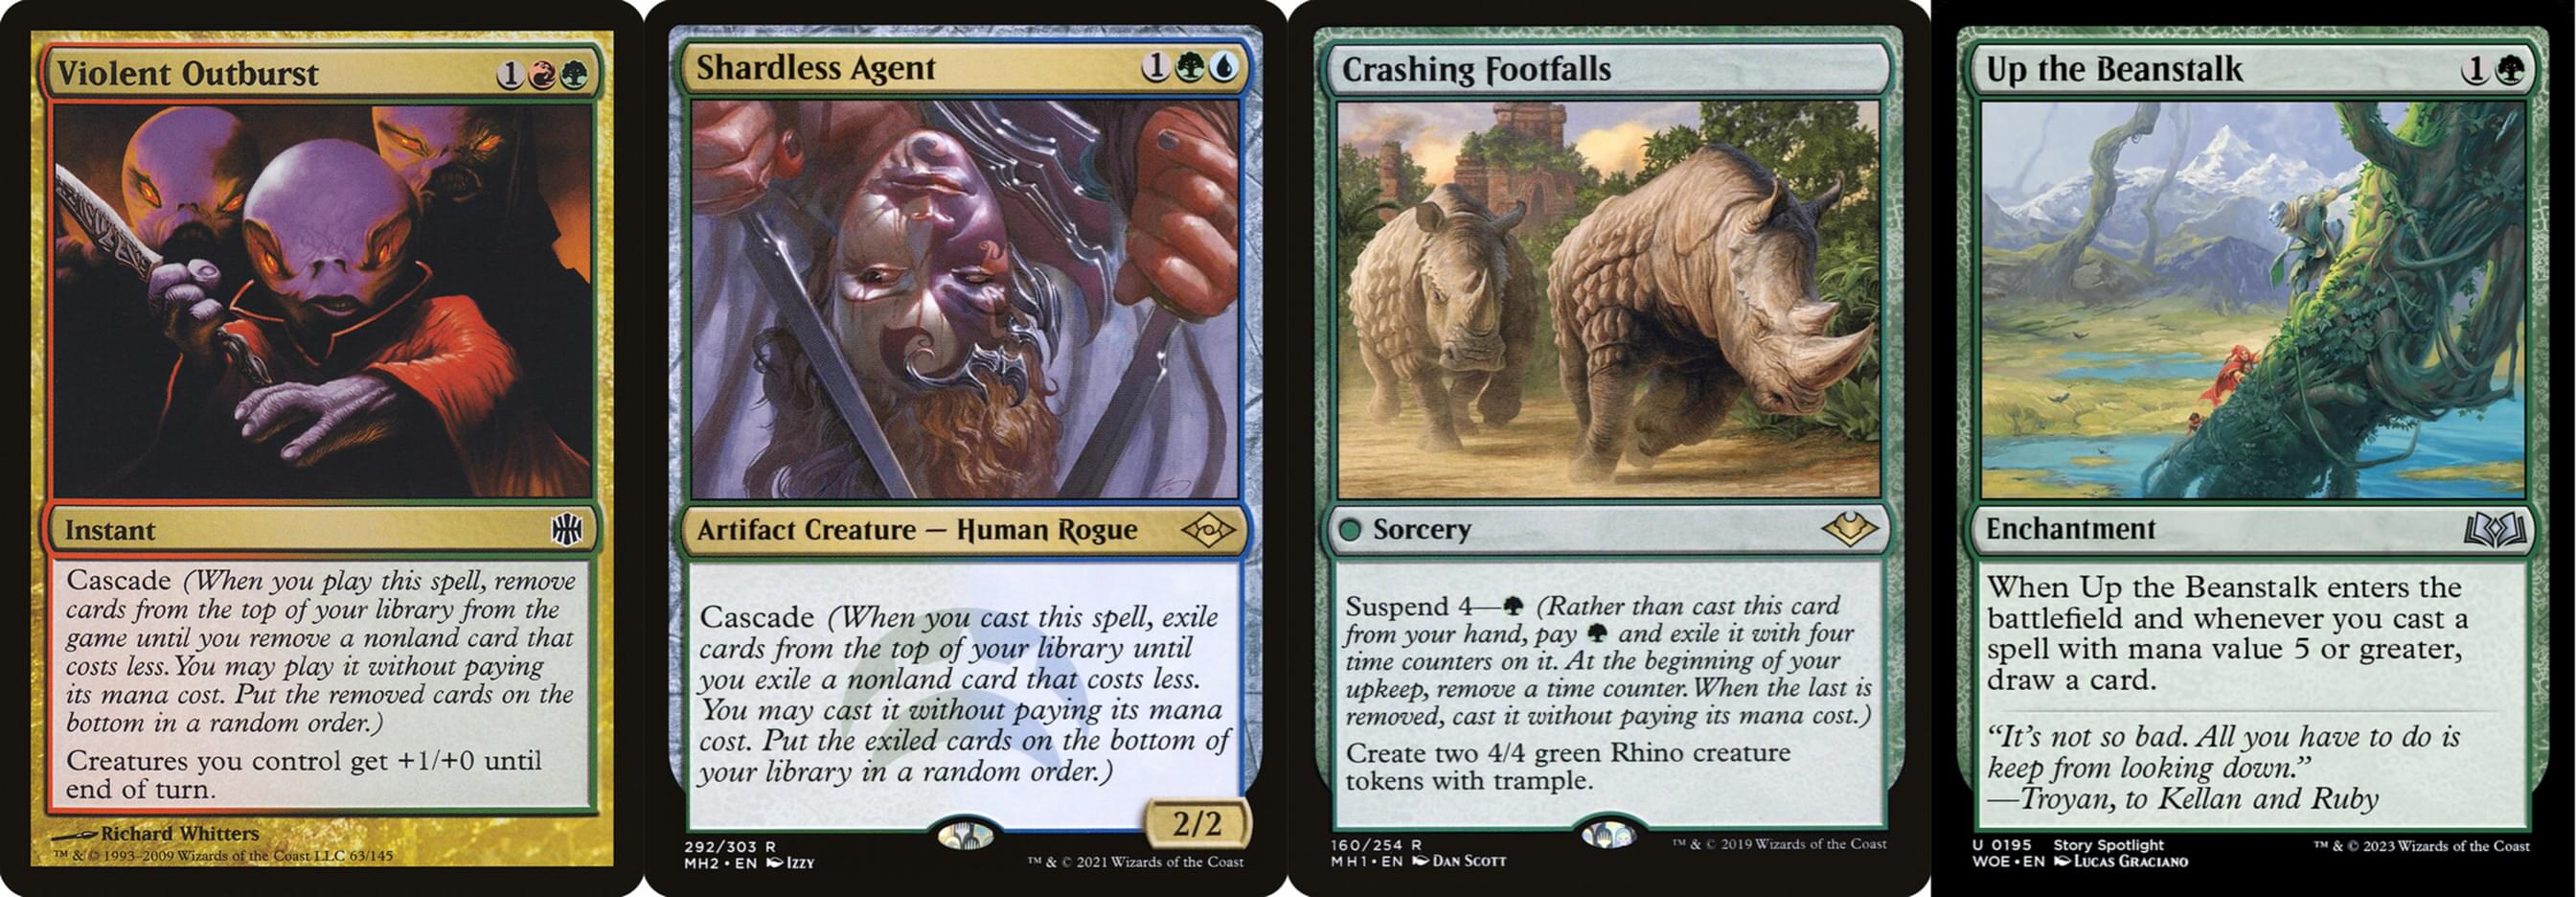 Violent Outburst 1
Instant
Cascade (When you play this spell, remove
cards from the top of your library from the
game until you remove a nonland card that
costs less. You may play it without paying
its mana cost. Put the removed cards on the
bottom in a random order.)
Creatures you control get +1/+0 until
end of turn.
Richard Whitters
™ & © 1993–2009 Wizards of the Coast LLC 63/145
Shardless Agent 1
Artifact Creature — Human Rogue
Cascade (When you cast this spell, exile
cards from the top of your library until
you exile a nonland card that costs less.
You may cast it without paying its mana
cost. Put the exiled cards on the bottom of
your library in a random order.)
2/2
292/303 R
MH2 • EN Izzy
™ & © 2021 Wizards of the Coast
Crashing Footfalls
Sorcery
Suspend 4— (Rather than cast this card
from your hand, pay and exile it with four
time counters on it. At the beginning of your
upkeep, remove a time counter. When the last is
removed, cast it without paying its mana cost.)
Create two 4/4 green Rhino creature
tokens with trample.
160/254 R
MH1 • EN Dan Scott
™ & © 2019 Wizards of the Coast
Up the Beanstalk 1
Enchantment
When Up the Beanstalk enters the
battlefield and whenever you cast a
spell with mana value 5 or greater,
draw a card.
“It’s not so bad. All you have to do is
keep from looking down.”
—Troyan, to Kellan and Ruby
U 0195 Story Spotlight
WOE • EN Lucas Graciano
™ & © 2023 Wizards of the Coast